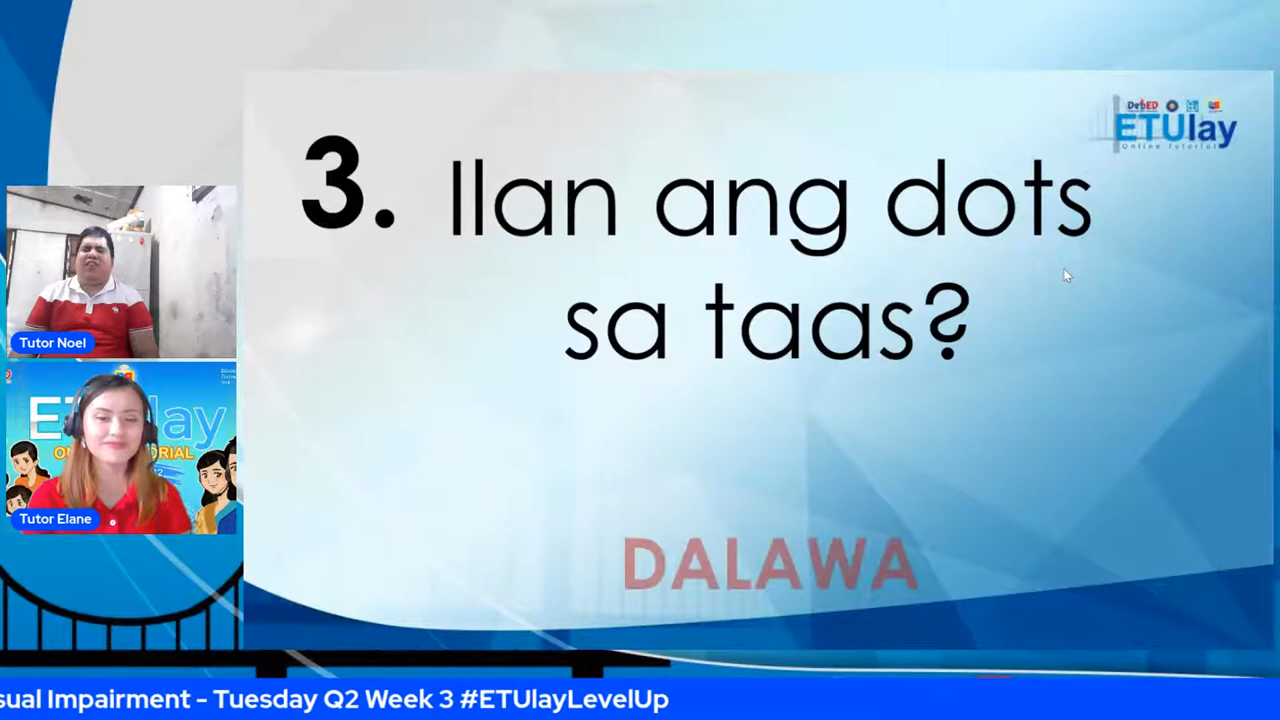 DepED
ETUlay
Online Tutorial
3. Ilan ang dots
sa taas?
DALAWA
Tutor Noel
Tutor Elane
sual Impairment - Tuesday Q2 Week 3 #ETUlayLevelUp